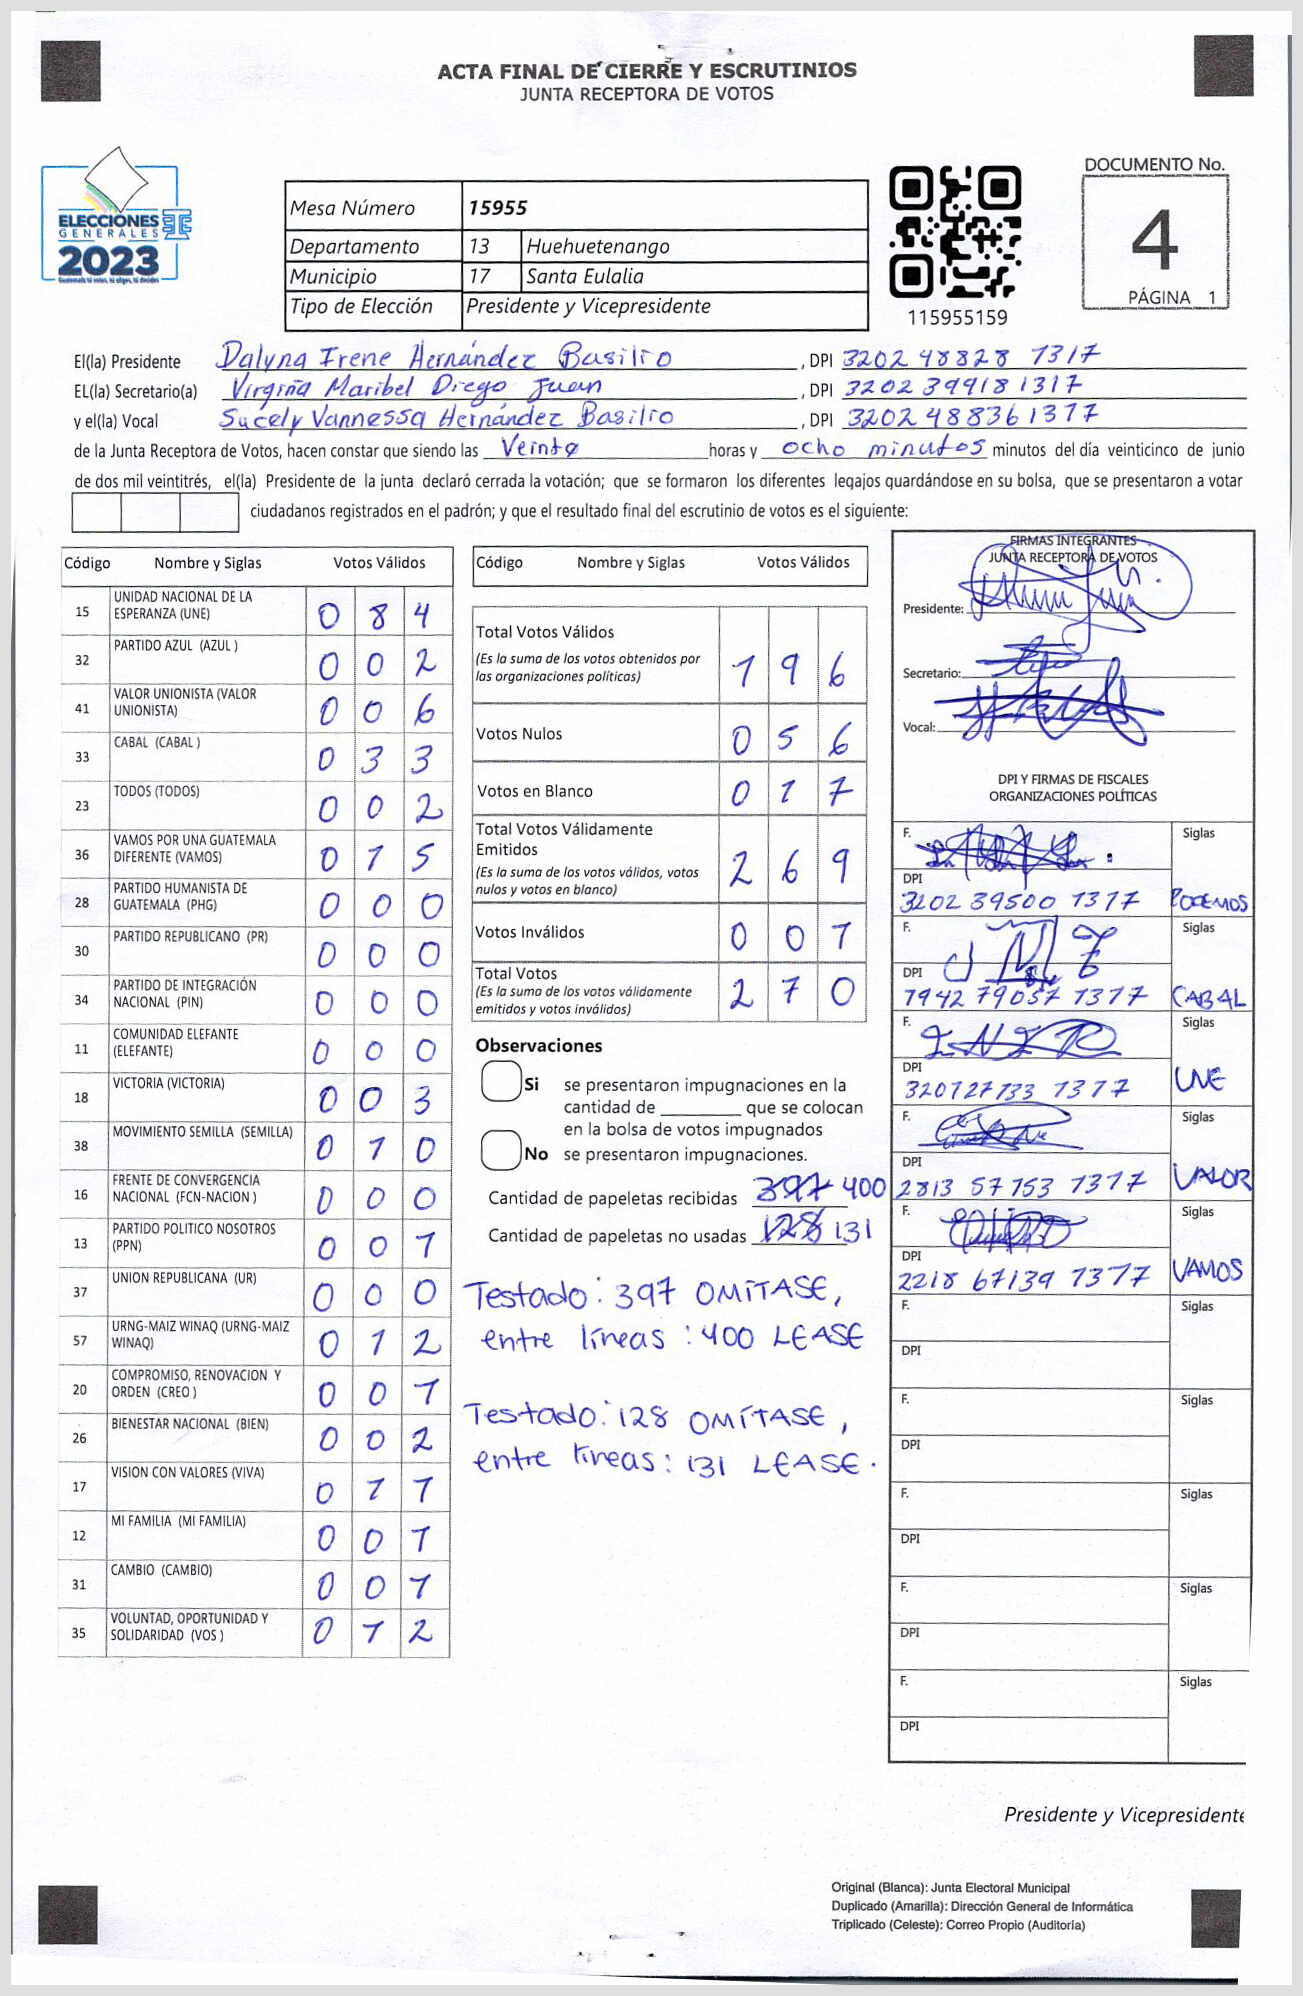 ACTA FINAL DE CIERRE Y ESCRUTINIOS
JUNTA RECEPTORA DE VOTOS
ELECCIONES
GENERALES
2023
Mesa Número 15955
Departamento 13 Huehuetenango
Municipio 17 Santa Eulalia
Tipo de Elección Presidente y Vicepresidente
115955159
DOCUMENTO No.
4
PÁGINA 1
El(la) Presidente Dalyna Irene Hernández Basilio , DPI 3202 48828 1317
EL(la) Secretario(a) Virginia Maribel Diego Juan , DPI 3202 39918 1317
y el(la) Vocal Sucely Vannessa Hernández Basilio , DPI 3202 48836 1317
de la Junta Receptora de Votos, hacen constar que siendo las Veinte horas y ocho minutos minutos del día veinticinco de junio
de dos mil veintitrés, el(la) Presidente de la junta declaró cerrada la votación; que se formaron los diferentes legajos guardándose en su bolsa, que se presentaron a votar
ciudadanos registrados en el padrón; y que el resultado final del escrutinio de votos es el siguiente:
Código Nombre y Siglas Votos Válidos
15 UNIDAD NACIONAL DE LA ESPERANZA (UNE) 0 8 4
32 PARTIDO AZUL (AZUL ) 0 0 2
41 VALOR UNIONISTA (VALOR UNIONISTA) 0 0 6
33 CABAL (CABAL ) 0 3 3
23 TODOS (TODOS) 0 0 2
36 VAMOS POR UNA GUATEMALA DIFERENTE (VAMOS) 0 1 5
28 PARTIDO HUMANISTA DE GUATEMALA (PHG) 0 0 0
30 PARTIDO REPUBLICANO (PR) 0 0 0
34 PARTIDO DE INTEGRACIÓN NACIONAL (PIN) 0 0 0
11 COMUNIDAD ELEFANTE (ELEFANTE) 0 0 0
18 VICTORIA (VICTORIA) 0 0 3
38 MOVIMIENTO SEMILLA (SEMILLA) 0 1 0
16 FRENTE DE CONVERGENCIA NACIONAL (FCN-NACION ) 0 0 0
13 PARTIDO POLITICO NOSOTROS (PPN) 0 0 1
37 UNION REPUBLICANA (UR) 0 0 0
57 URNG-MAIZ WINAQ (URNG-MAIZ WINAQ) 0 1 2
20 COMPROMISO, RENOVACION Y ORDEN (CREO ) 0 0 1
26 BIENESTAR NACIONAL (BIEN) 0 0 2
17 VISION CON VALORES (VIVA) 0 1 1
12 MI FAMILIA (MI FAMILIA) 0 0 1
31 CAMBIO (CAMBIO) 0 0 1
35 VOLUNTAD, OPORTUNIDAD Y SOLIDARIDAD (VOS ) 0 1 2
Código Nombre y Siglas Votos Válidos
Total Votos Válidos 1 9 6
(Es la suma de los votos obtenidos por
las organizaciones políticas)
Votos Nulos 0 5 6
Votos en Blanco 0 1 7
Total Votos Válidamente
Emitidos 2 6 9
(Es la suma de los votos válidos, votos
nulos y votos en blanco)
Votos Inválidos 0 0 1
Total Votos 2 7 0
(Es la suma de los votos válidamente
emitidos y votos inválidos)
Observaciones
Si se presentaron impugnaciones en la
cantidad de ________ que se colocan
en la bolsa de votos impugnados
No se presentaron impugnaciones.
Cantidad de papeletas recibidas 397 400
Cantidad de papeletas no usadas 128 131
Testado: 397 OMÍTASE,
entre líneas: 400 LEASE
Testado: 128 OMÍTASE,
entre líneas: 131 LEASE.
FIRMAS INTEGRANTES
JUNTA RECEPTORA DE VOTOS
Presidente:
Secretario:
Vocal:
DPI Y FIRMAS DE FISCALES
ORGANIZACIONES POLÍTICAS
F. Siglas
DPI
3202 39500 1317 PODEMOS
F. Siglas
DPI
1942 79057 1317 CABAL
F. Siglas
DPI
UNE
F. Siglas
DPI
2813 57153 1317 VALOR
F. Siglas
DPI
2218 67139 1317 VAMOS
F. Siglas
DPI
F. Siglas
DPI
F. Siglas
DPI
F. Siglas
DPI
F. Siglas
DPI
Presidente y Vicepresidente
Original (Blanca): Junta Electoral Municipal
Duplicado (Amarilla): Dirección General de Informática
Triplicado (Celeste): Correo Propio (Auditoria)